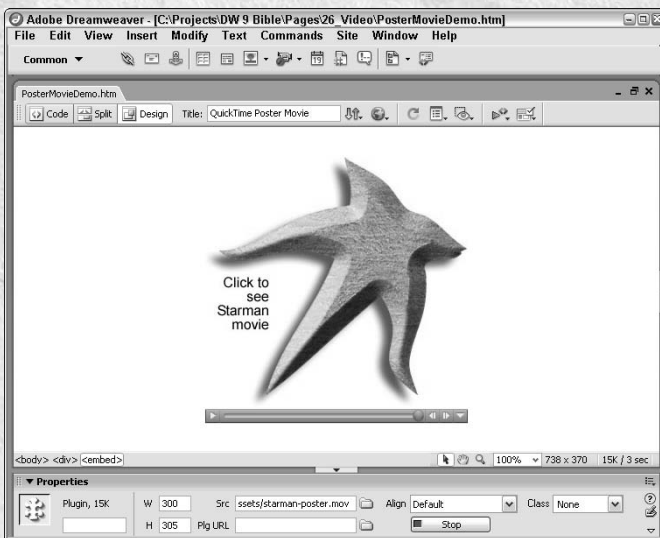 Adobe Dreamweaver - [C:\Projects\DW 9 Bible\Pages\26_Video\PosterMovieDemo.htm]
File Edit View Insert Modify Text Commands Site Window Help
Common
19
PosterMovieDemo.htm
Code Split Design Title: QuickTime Poster Movie
Click to
see
Starman
movie
<body> <div> <embed> 100% 738 x 370 15K / 3 sec
Properties
Plugin, 15K W 300 Src ssets/starman-poster.mov Align Default Class None
H 305 Plg URL Stop